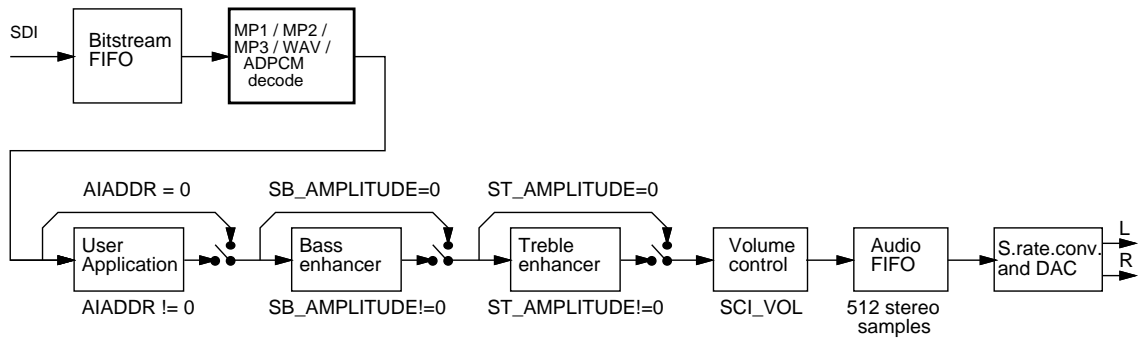 SDI
Bitstream
FIFO
MP1 / MP2 /
MP3 / WAV /
ADPCM
decode
AIADDR = 0
SB_AMPLITUDE=0
ST_AMPLITUDE=0
User
Application
Bass
enhancer
Treble
enhancer
Volume
control
Audio
FIFO
S.rate.conv.
and DAC
L
R
AIADDR != 0
SB_AMPLITUDE!=0
ST_AMPLITUDE!=0
SCI_VOL
512 stereo
samples